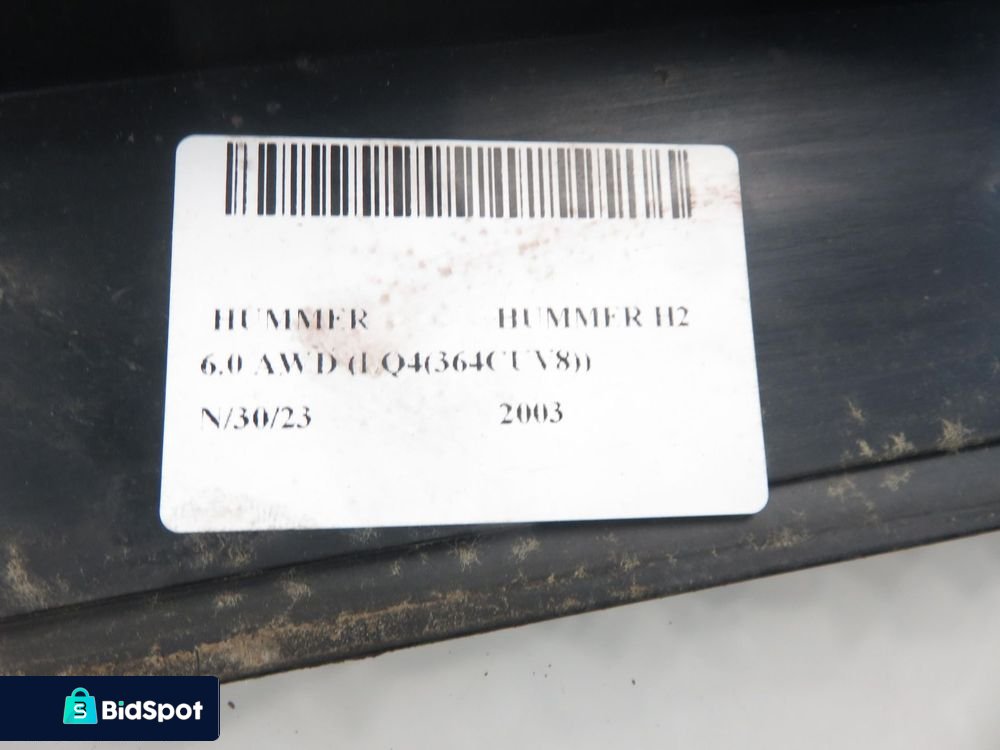 HUMMER HUMMER H2
6.0 AWD (LQ4(364CUV8))
N/30/23 2003
BidSpot